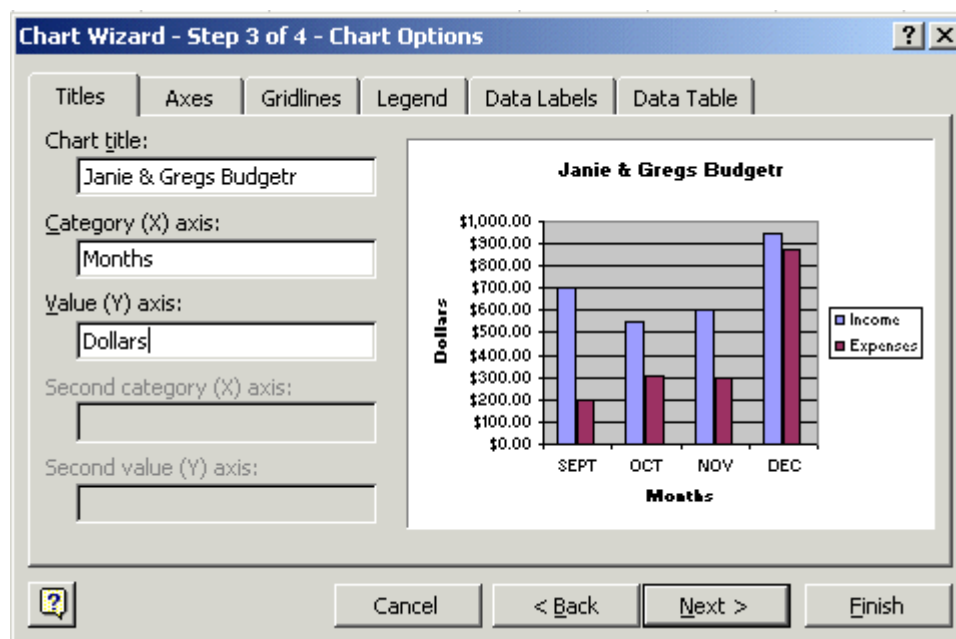 Chart Wizard - Step 3 of 4 - Chart Options
Titles Axes Gridlines Legend Data Labels Data Table
Chart title:
Janie & Gregs Budgetr
Category (X) axis:
Months
Value (Y) axis:
Dollars
Second category (X) axis:
Second value (Y) axis:
Janie & Gregs Budgetr
$1,000.00
$900.00
$800.00
$700.00
$600.00
$500.00
$400.00
$300.00
$200.00
$100.00
$0.00
Dollars
SEPT OCT NOV DEC
Months
Income
Expenses
Cancel < Back Next > Finish